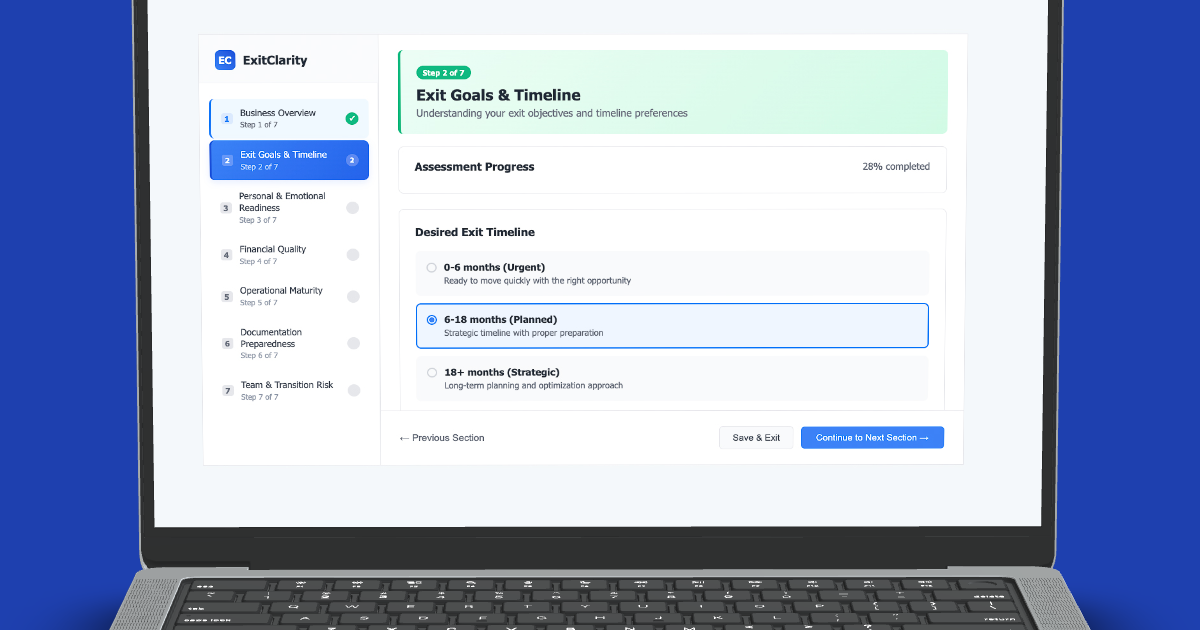 EC ExitClarity
1 Business Overview
Step 1 of 7
2 Exit Goals & Timeline 2
Step 2 of 7
3 Personal & Emotional
Readiness
Step 3 of 7
4 Financial Quality
Step 4 of 7
5 Operational Maturity
Step 5 of 7
6 Documentation
Preparedness
Step 6 of 7
7 Team & Transition Risk
Step 7 of 7
Step 2 of 7
Exit Goals & Timeline
Understanding your exit objectives and timeline preferences
Assessment Progress 28% completed
Desired Exit Timeline
0-6 months (Urgent)
Ready to move quickly with the right opportunity
6-18 months (Planned)
Strategic timeline with proper preparation
18+ months (Strategic)
Long-term planning and optimization approach
← Previous Section Save & Exit Continue to Next Section →
esc
delete
tab Q W E R T Y U I O P
caps lock A S D F G H J K L return